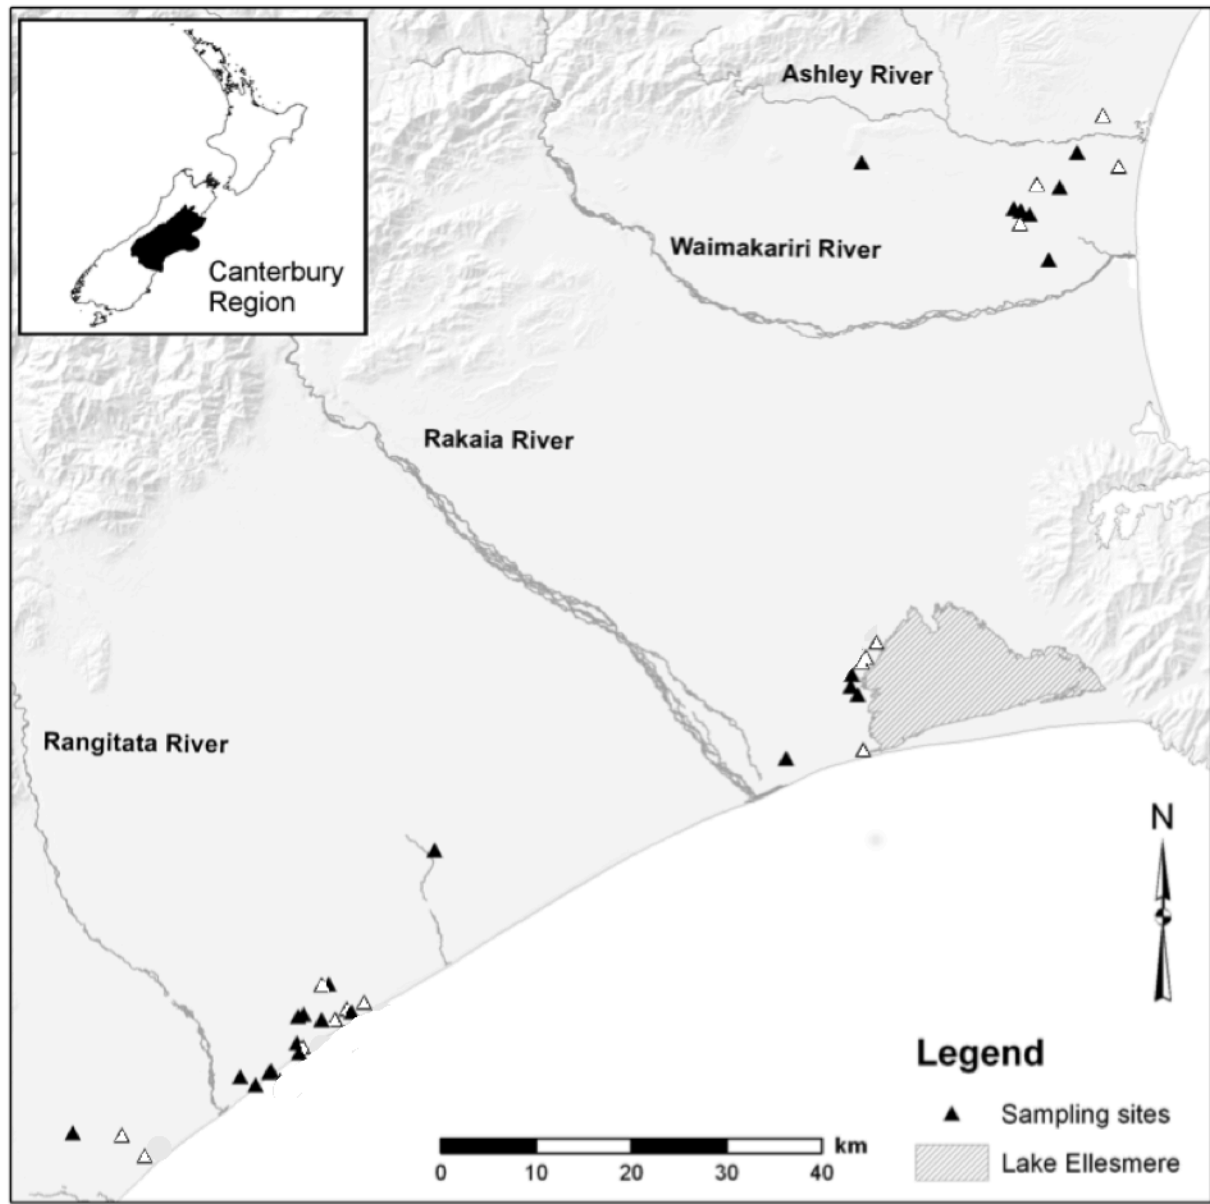 Ashley River
Waimakariri River
Canterbury
Region
Rakaia River
Rangitata River
N
Legend
Sampling sites
Lake Ellesmere
km
0 10 20 30 40